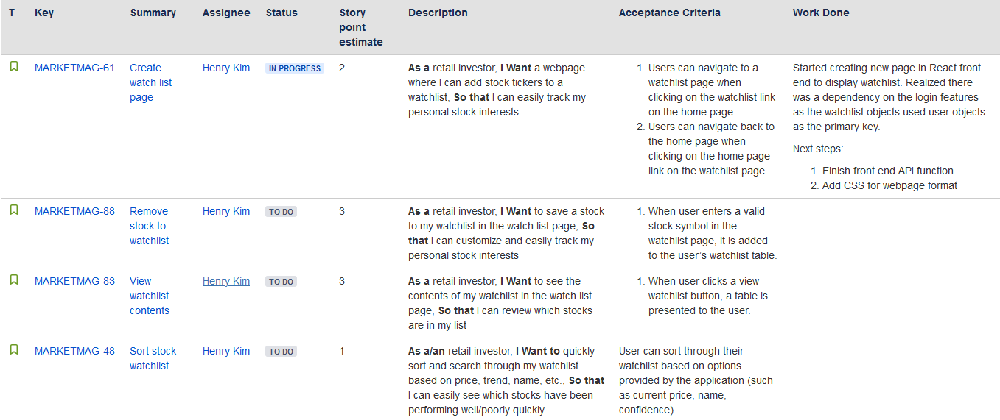 T Key Summary Assignee Status Story point estimate Description Acceptance Criteria Work Done
MARKETMAG-61
Create
watch list
page
Henry Kim
IN PROGRESS
2
As a retail investor, I Want a webpage
where I can add stock tickers to a
watchlist, So that I can easily track my
personal stock interests
1. Users can navigate to a
watchlist page when
clicking on the watchlist link
on the home page
2. Users can navigate back to
the home page when
clicking on the home page
link on the watchlist page
Started creating new page in React front
end to display watchlist. Realized there
was a dependency on the login features
as the watchlist objects used user objects
as the primary key.
Next steps:
1. Finish front end API function.
2. Add CSS for webpage format
MARKETMAG-88
Remove
stock to
watchlist
Henry Kim
TO DO
3
As a retail investor, I Want to save a stock
to my watchlist in the watch list page, So
that I can customize and easily track my
personal stock interests
1. When user enters a valid
stock symbol in the
watchlist page, it is added
to the user’s watchlist table.
MARKETMAG-83
View
watchlist
contents
Henry Kim
TO DO
3
As a retail investor, I Want to see the
contents of my watchlist in the watch list
page, So that I can review which stocks
are in my list
1. When user clicks a view
watchlist button, a table is
presented to the user.
MARKETMAG-48
Sort stock
watchlist
Henry Kim
TO DO
1
As a/an retail investor, I Want to quickly
sort and search through my watchlist
based on price, trend, name, etc., So that
I can easily see which stocks have been
performing well/poorly quickly
User can sort through their
watchlist based on options
provided by the application (such
as current price, name,
confidence)